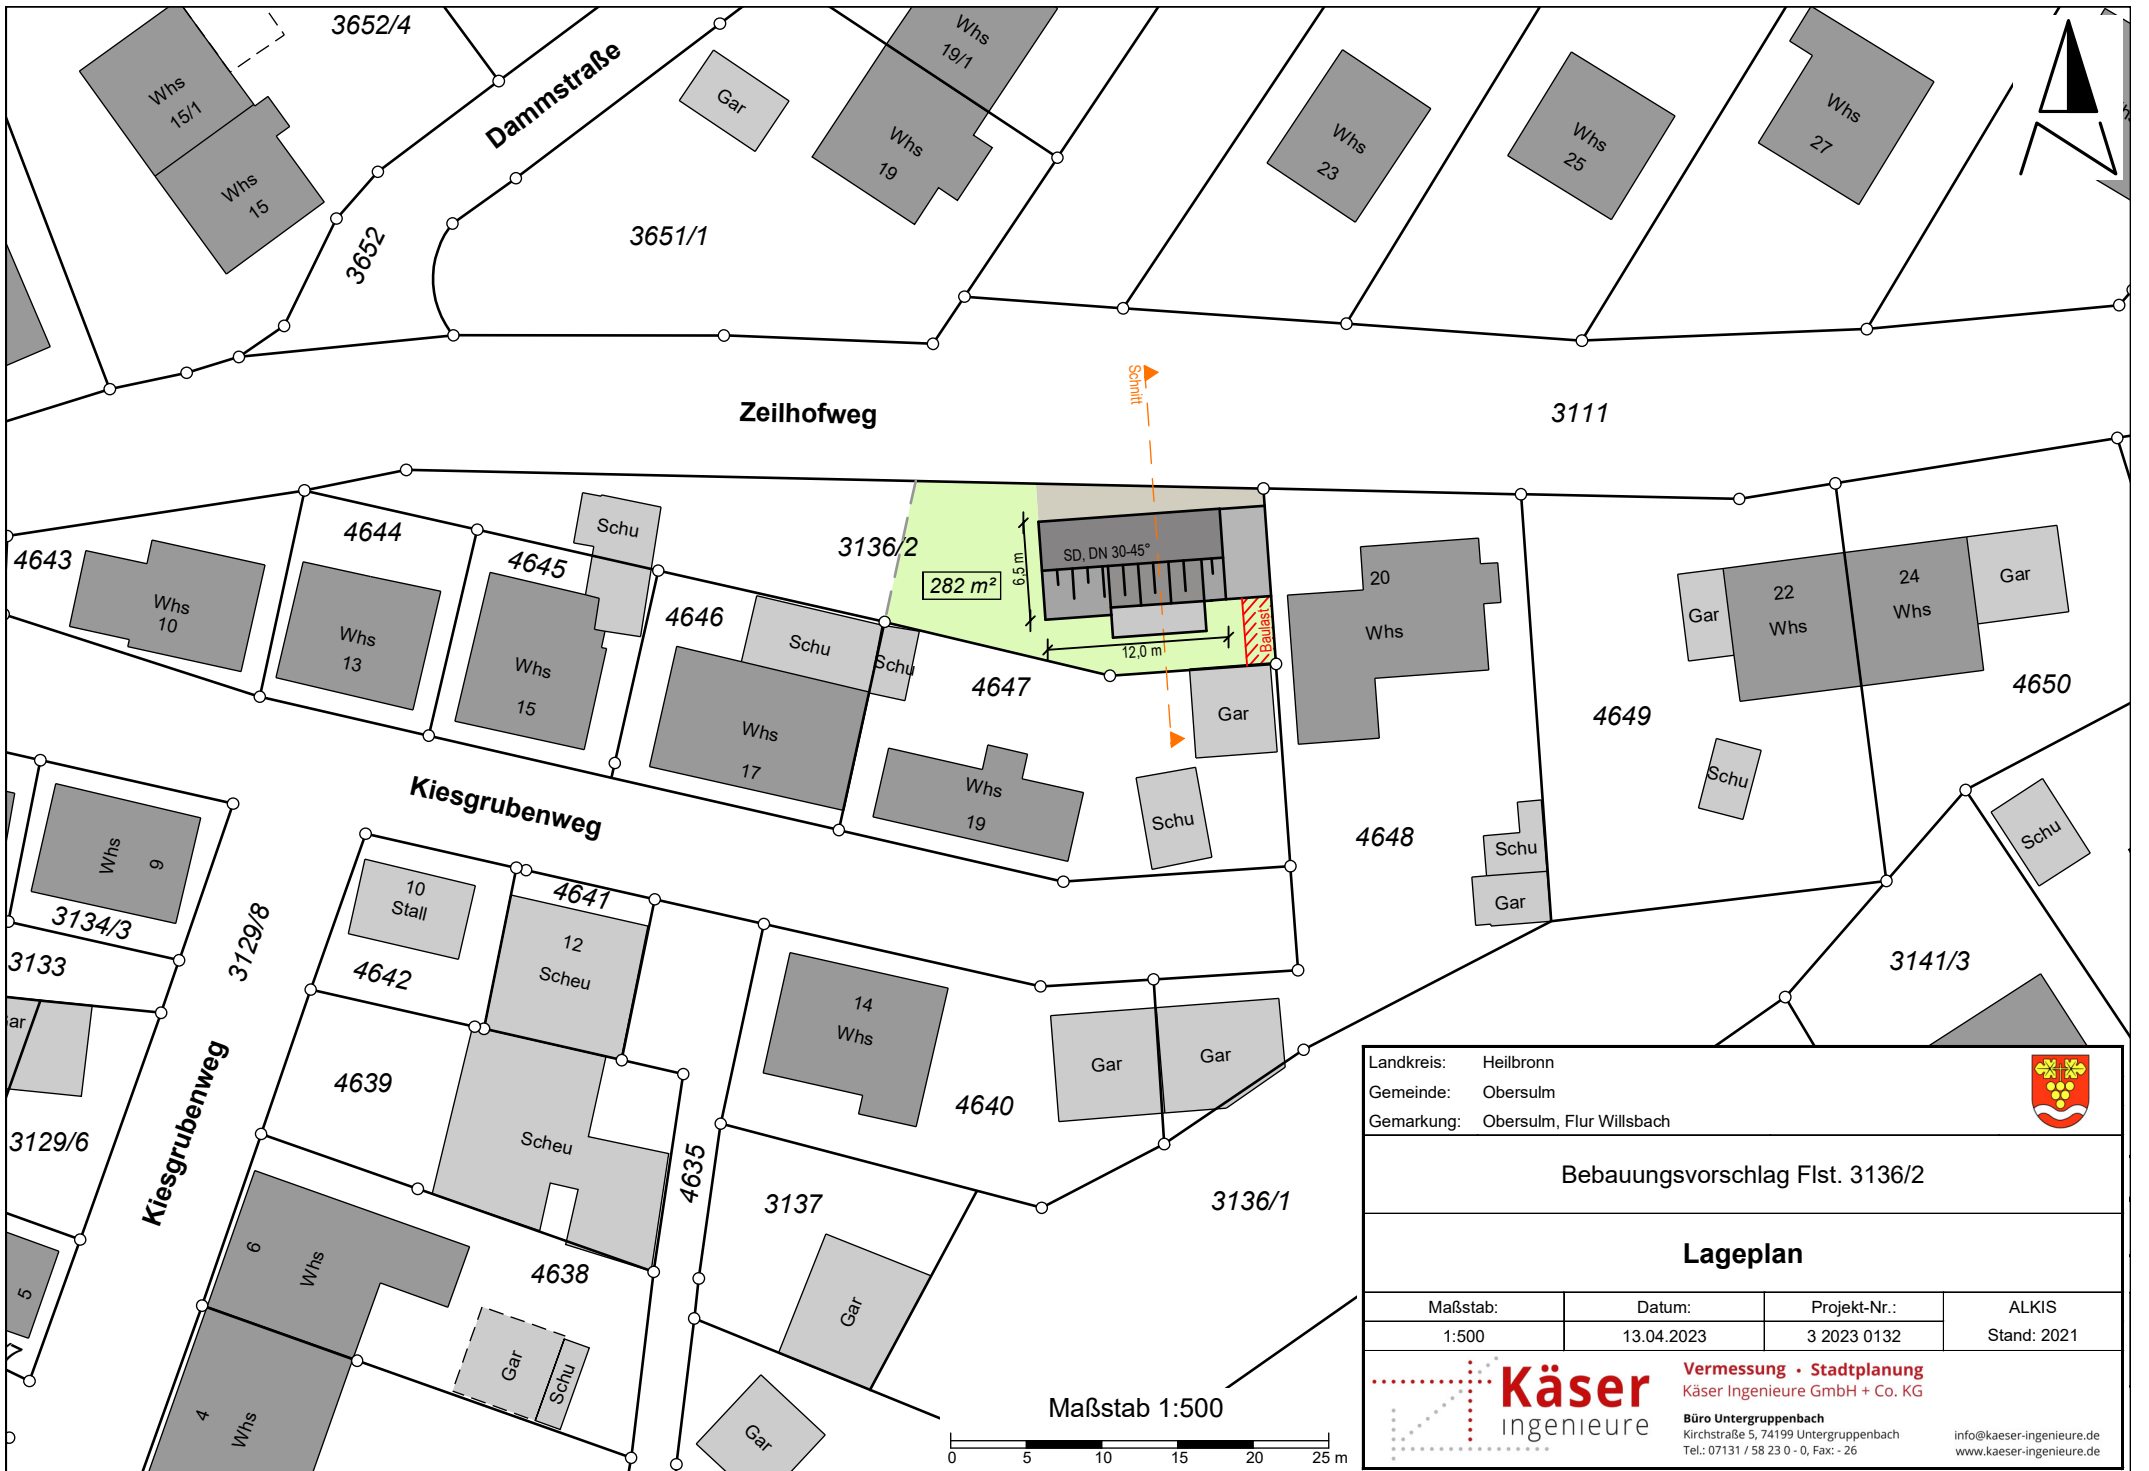 3652/4
Dammstraße
Whs
15/1
Whs
15
Gar
Whs
19/1
Whs
19
Whs
23
Whs
25
Whs
27
3652
3651/1
Schnitt
Zeilhofweg
3111
4643
4644
4645
Schu
3136/2
282 m²
6,5 m
SD, DN 30-45°
12,0 m
Baulast
Whs
10
Whs
13
Whs
15
4646
Schu
Schu
Whs
17
4647
Gar
Whs
19
Schu
20
Whs
22
Whs
24
Whs
Gar
Gar
4649
4650
Schu
4648
Schu
Gar
Schu
Kiesgrubenweg
Whs
9
3134/3
3133
3129/8
10
Stall
4642
4641
12
Scheu
14
Whs
Gar
Gar
3141/3
4639
4640
3129/6
Kiesgrubenweg
Scheu
4635
3137
3136/1
6
Whs
5
4638
Gar
Gar
Schu
4
Whs
Gar
Maßstab 1:500
0 5 10 15 20 25 m
Landkreis: Heilbronn
Gemeinde: Obersulm
Gemarkung: Obersulm, Flur Willsbach
Bebauungsvorschlag Flst. 3136/2
Lageplan
Maßstab: Datum: Projekt-Nr.: ALKIS
1:500 13.04.2023 3 2023 0132 Stand: 2021
Käser
ingenieure
Vermessung · Stadtplanung
Käser Ingenieure GmbH + Co. KG
Büro Untergruppenbach
Kirchstraße 5, 74199 Untergruppenbach
Tel.: 07131 / 58 23 0 - 0, Fax: - 26
info@kaeser-ingenieure.de
www.kaeser-ingenieure.de